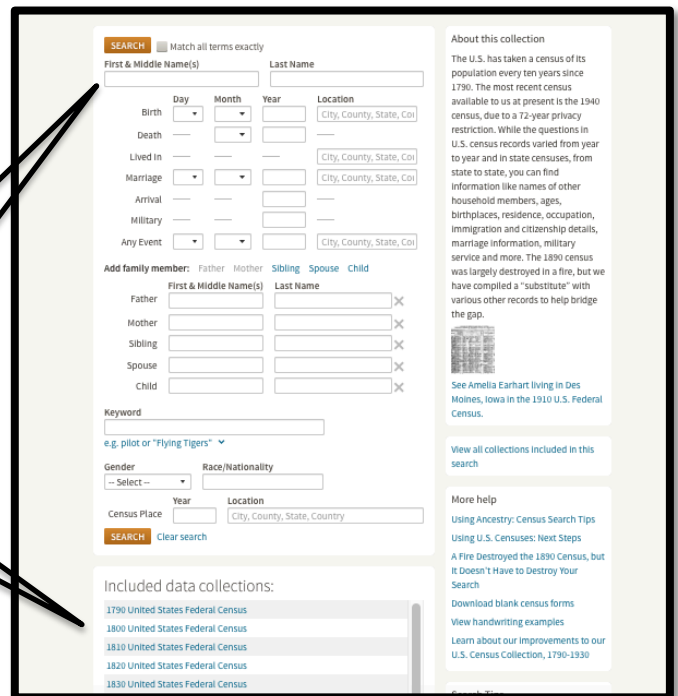 SEARCH Match all terms exactly
First & Middle Name(s) Last Name
Day Month Year Location
Birth City, County, State, Cou
Death
Lived In City, County, State, Cou
Marriage City, County, State, Cou
Arrival
Military
Any Event City, County, State, Cou
Add family member: Father Mother Sibling Spouse Child
First & Middle Name(s) Last Name
Father
Mother
Sibling
Spouse
Child
Keyword
e.g. pilot or "Flying Tigers"
Gender Race/Nationality
-- Select --
Year Location
Census Place City, County, State, Country
SEARCH Clear search
Included data collections:
1790 United States Federal Census
1800 United States Federal Census
1810 United States Federal Census
1820 United States Federal Census
1830 United States Federal Census
About this collection
The U.S. has taken a census of its
population every ten years since
1790. The most recent census
available to us at present is the 1940
census, due to a 72-year privacy
restriction. While the questions in
U.S. census records varied from year
to year and in state censuses, from
state to state, you can find
information like names of other
household members, ages,
birthplaces, residence, occupation,
immigration and citizenship details,
marriage information, military
service and more. The 1890 census
was largely destroyed in a fire, but we
have compiled a "substitute" with
various other records to help bridge
the gap.
See Amelia Earhart living in Des
Moines, Iowa in the 1910 U.S. Federal
Census.
View all collections included in this
search
More help
Using Ancestry: Census Search Tips
Using U.S. Censuses: Next Steps
A Fire Destroyed the 1890 Census, but
It Doesn't Have to Destroy Your
Search
Download blank census forms
View handwriting examples
Learn about our improvements to our
U.S. Census Collection, 1790-1930